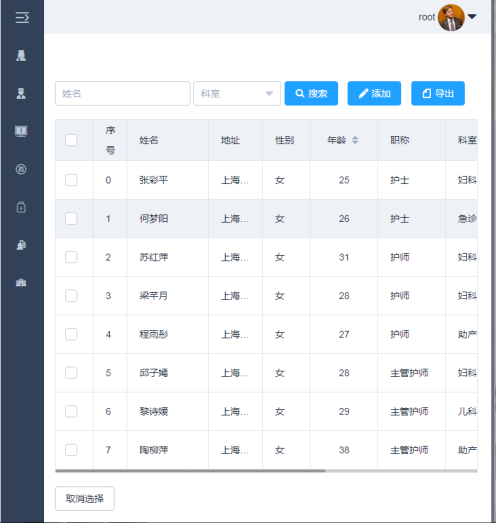 root
姓名 科室 搜索 添加 导出
序号 姓名 地址 性别 年龄 职称 科室
0 张彩平 上海... 女 25 护士 妇科
1 何梦阳 上海... 女 26 护士 急诊
2 苏红萍 上海... 女 31 护师 妇科
3 梁芊月 上海... 女 28 护师 妇科
4 程雨彤 上海... 女 27 护师 助产
5 邱子嫣 上海... 女 28 主管护师 妇科
6 黎诗媛 上海... 女 29 主管护师 儿科
7 陶柳萍 上海... 女 38 主管护师 助产
取消选择